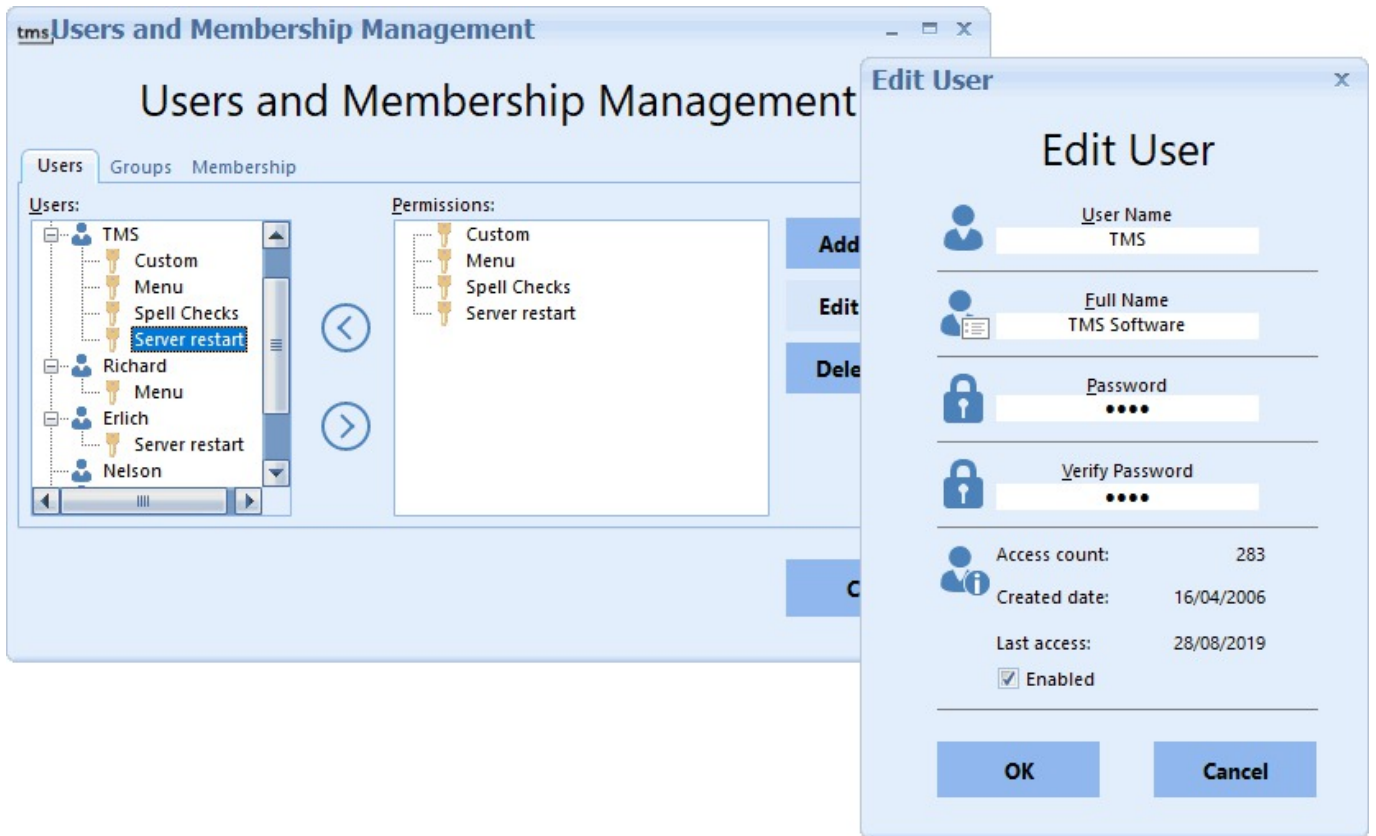 tms Users and Membership Management
Users and Membership Management
Users Groups Membership
Users:
TMS
Custom
Menu
Spell Checks
Server restart
Richard
Menu
Erlich
Server restart
Nelson
Permissions:
Custom
Menu
Spell Checks
Server restart
Add
Edit
Dele
C
Edit User
Edit User
User Name
TMS
Full Name
TMS Software
Password
••••
Verify Password
••••
Access count: 283
Created date: 16/04/2006
Last access: 28/08/2019
Enabled
OK Cancel